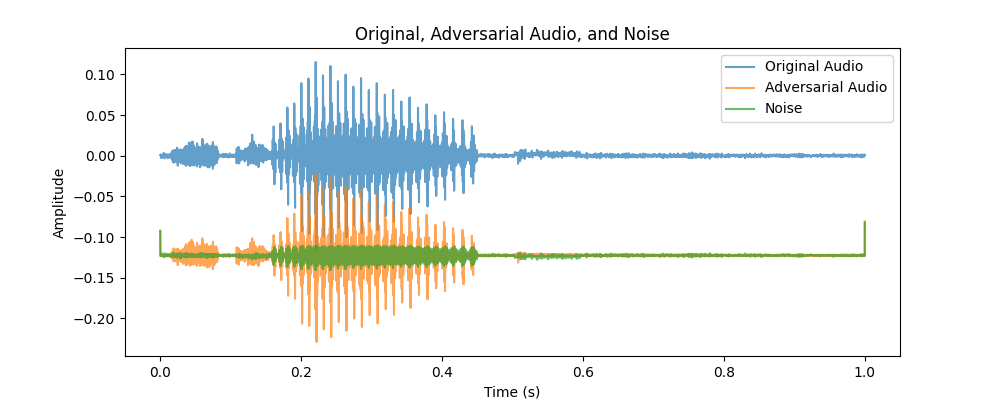 Original, Adversarial Audio, and Noise
Original Audio
Adversarial Audio
Noise
Amplitude
0.10
0.05
0.00
−0.05
−0.10
−0.15
−0.20
0.0 0.2 0.4 0.6 0.8 1.0
Time (s)